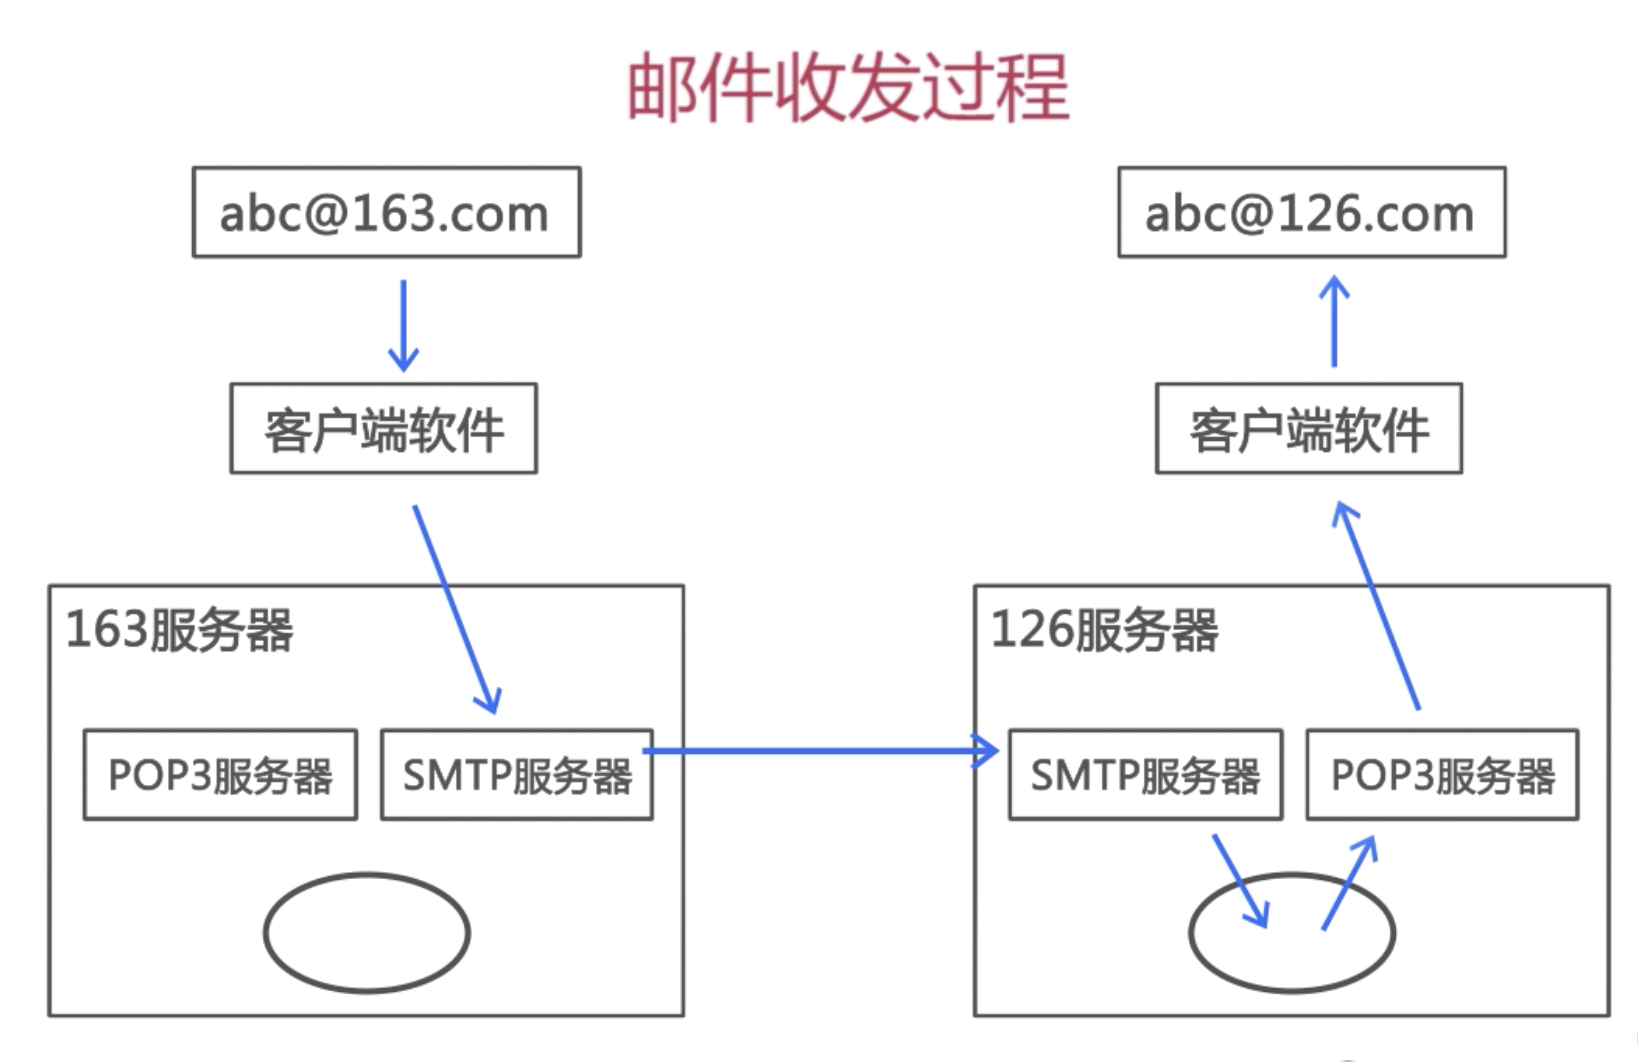 邮件收发过程
abc@163.com
abc@126.com
客户端软件
客户端软件
163服务器
126服务器
POP3服务器
SMTP服务器
SMTP服务器
POP3服务器